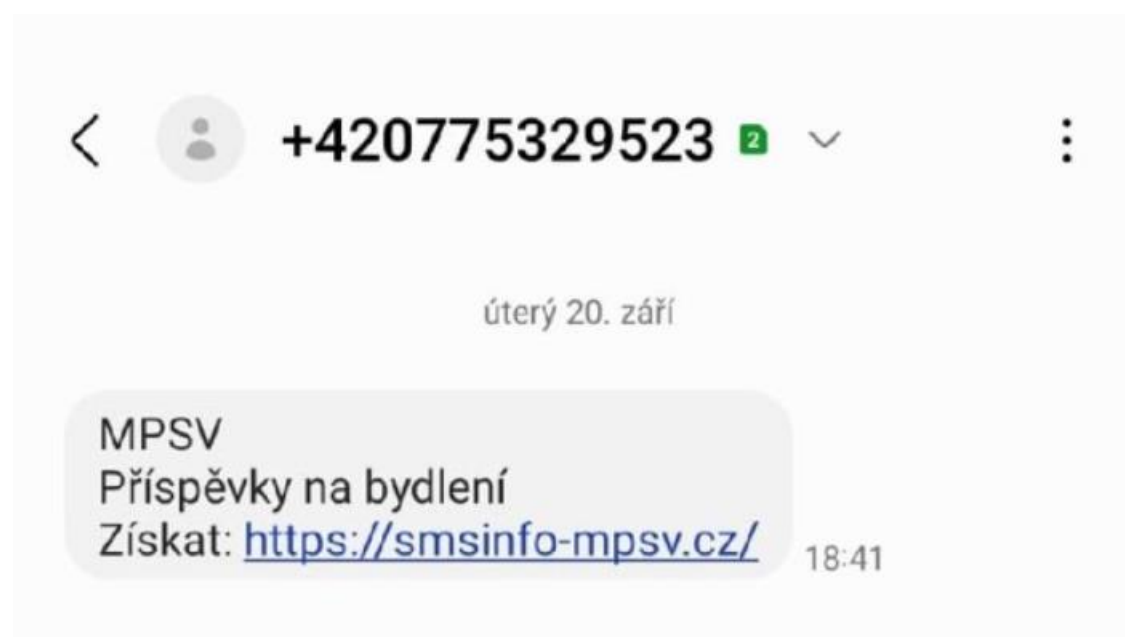 +420775329523 2
úterý 20. září
MPSV
Příspěvky na bydlení
Získat: https://smsinfo-mpsv.cz/
18:41